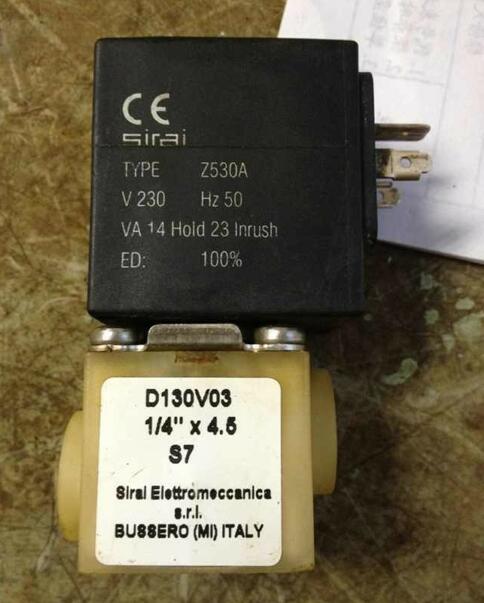 CE
sirai
TYPE Z530A
V 230 Hz 50
VA 14 Hold 23 Inrush
ED: 100%
D130V03
1/4" x 4.5
S7
Sirai Elettromeccanica
s.r.l.
BUSSERO (MI) ITALY